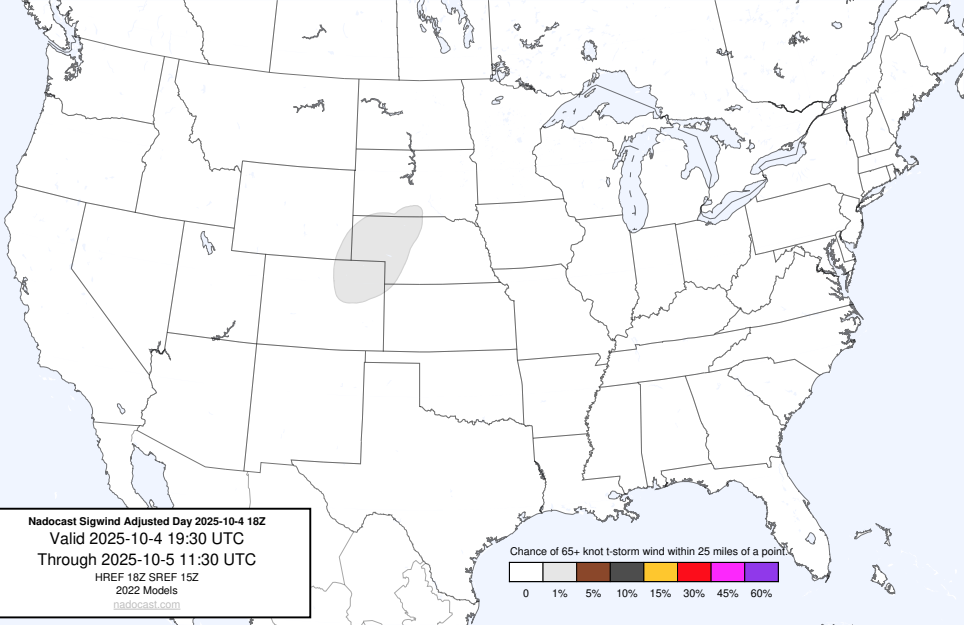 Nadocast Sigwind Adjusted Day 2025-10-4 18Z
Valid 2025-10-4 19:30 UTC
Through 2025-10-5 11:30 UTC
HREF 18Z SREF 15Z
2022 Models
nadocast.com
Chance of 65+ knot t-storm wind within 25 miles of a point.
0 1% 5% 10% 15% 30% 45% 60%